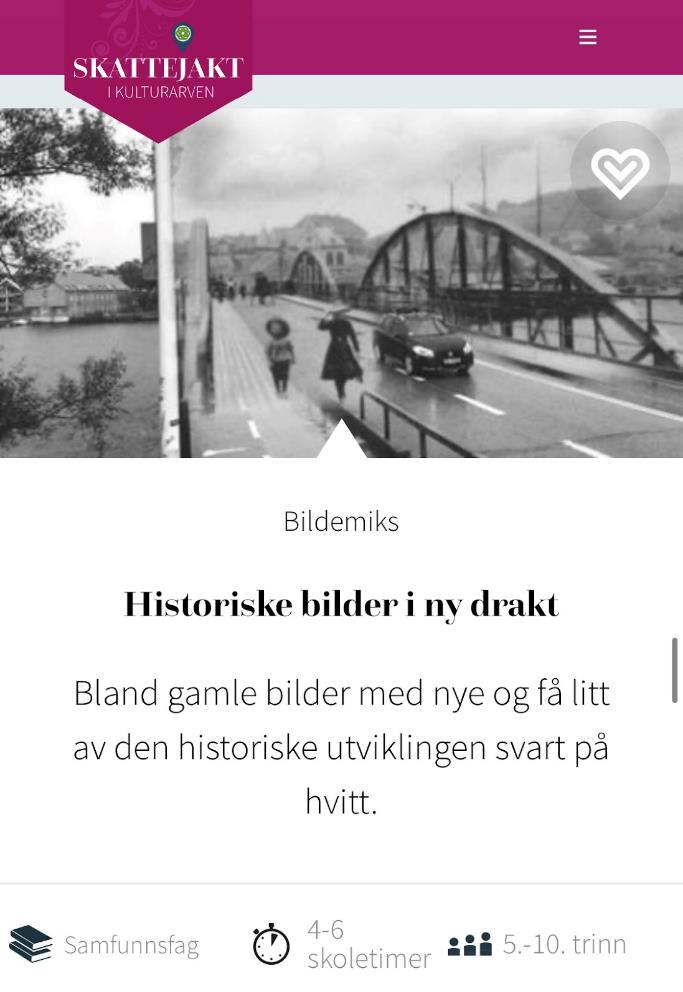 SKATTEJAKT
I KULTURARVEN
Bildemiks
Historiske bilder i ny drakt
Bland gamle bilder med nye og få litt
av den historiske utviklingen svart på
hvitt.
Samfunnsfag
4-6
skoletimer
5.-10. trinn